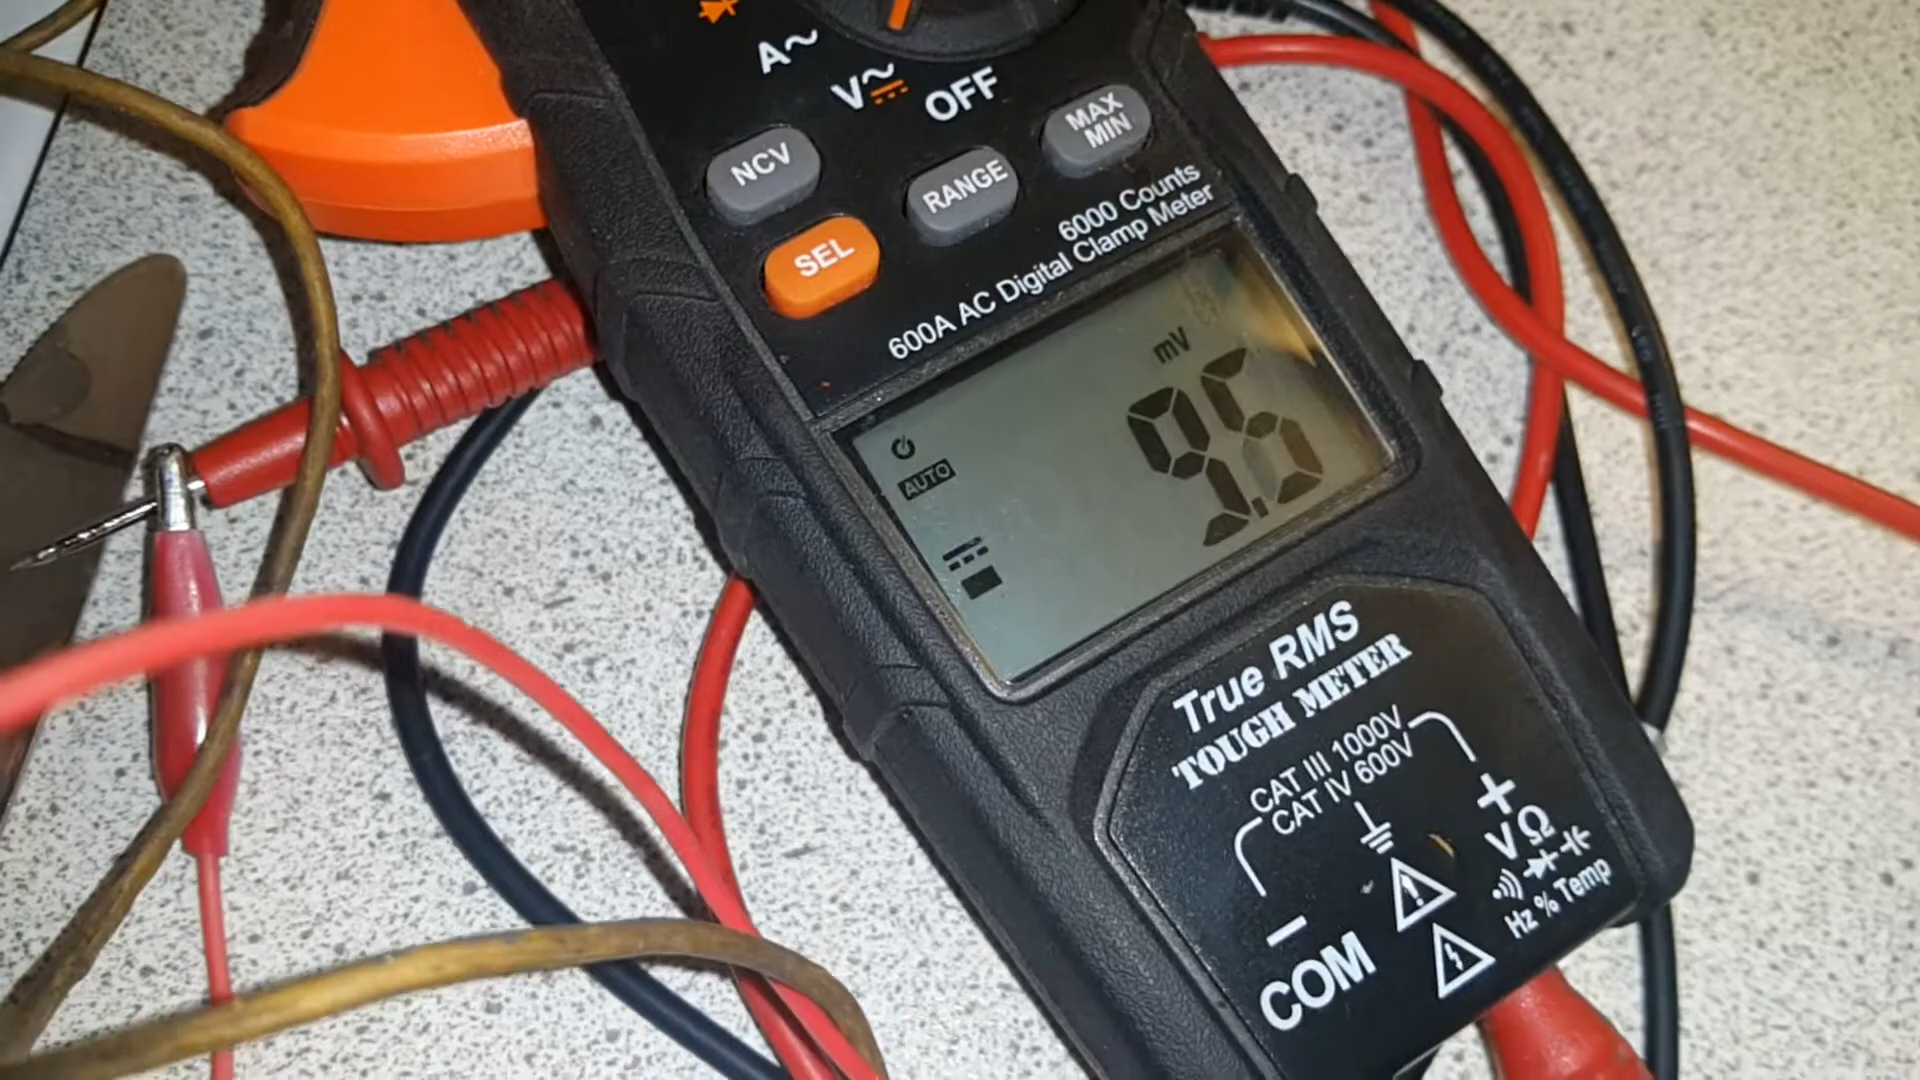 A~
V~
OFF
NCV
RANGE
MAX
MIN
SEL
6000 Counts
600A AC Digital Clamp Meter
mV
AUTO
9.5
True RMS
TOUGH METER
CAT III 1000V
CAT IV 600V
+
VΩ
Hz % Temp
–
COM